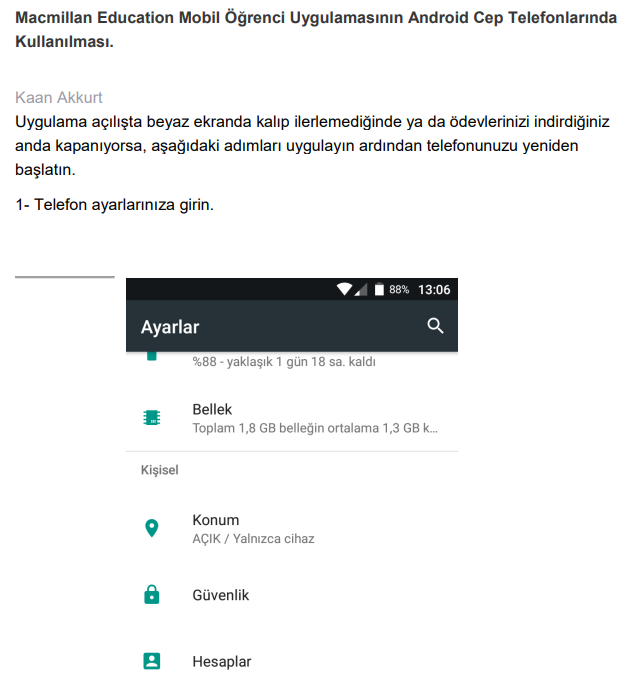 Macmillan Education Mobil Öğrenci Uygulamasının Android Cep Telefonlarında
Kullanılması.
Kaan Akkurt
Uygulama açılışta beyaz ekranda kalıp ilerlemediğinde ya da ödevlerinizi indirdiğiniz
anda kapanıyorsa, aşağıdaki adımları uygulayın ardından telefonunuzu yeniden
başlatın.
1- Telefon ayarlarınıza girin.
88% 13:06
Ayarlar
%88 - yaklaşık 1 gün 18 sa. kaldı
Bellek
Toplam 1,8 GB belleğin ortalama 1,3 GB k...
Kişisel
Konum
AÇIK / Yalnızca cihaz
Güvenlik
Hesaplar